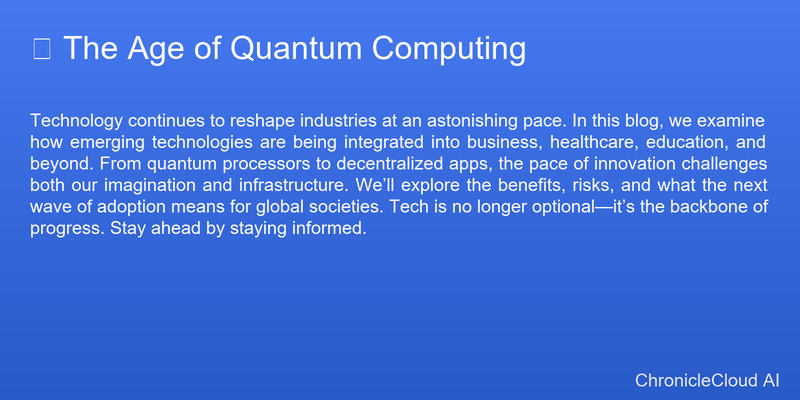 The Age of Quantum Computing
Technology continues to reshape industries at an astonishing pace. In this blog, we examine
how emerging technologies are being integrated into business, healthcare, education, and
beyond. From quantum processors to decentralized apps, the pace of innovation challenges
both our imagination and infrastructure. We’ll explore the benefits, risks, and what the next
wave of adoption means for global societies. Tech is no longer optional—it’s the backbone of
progress. Stay ahead by staying informed.
ChronicleCloud AI